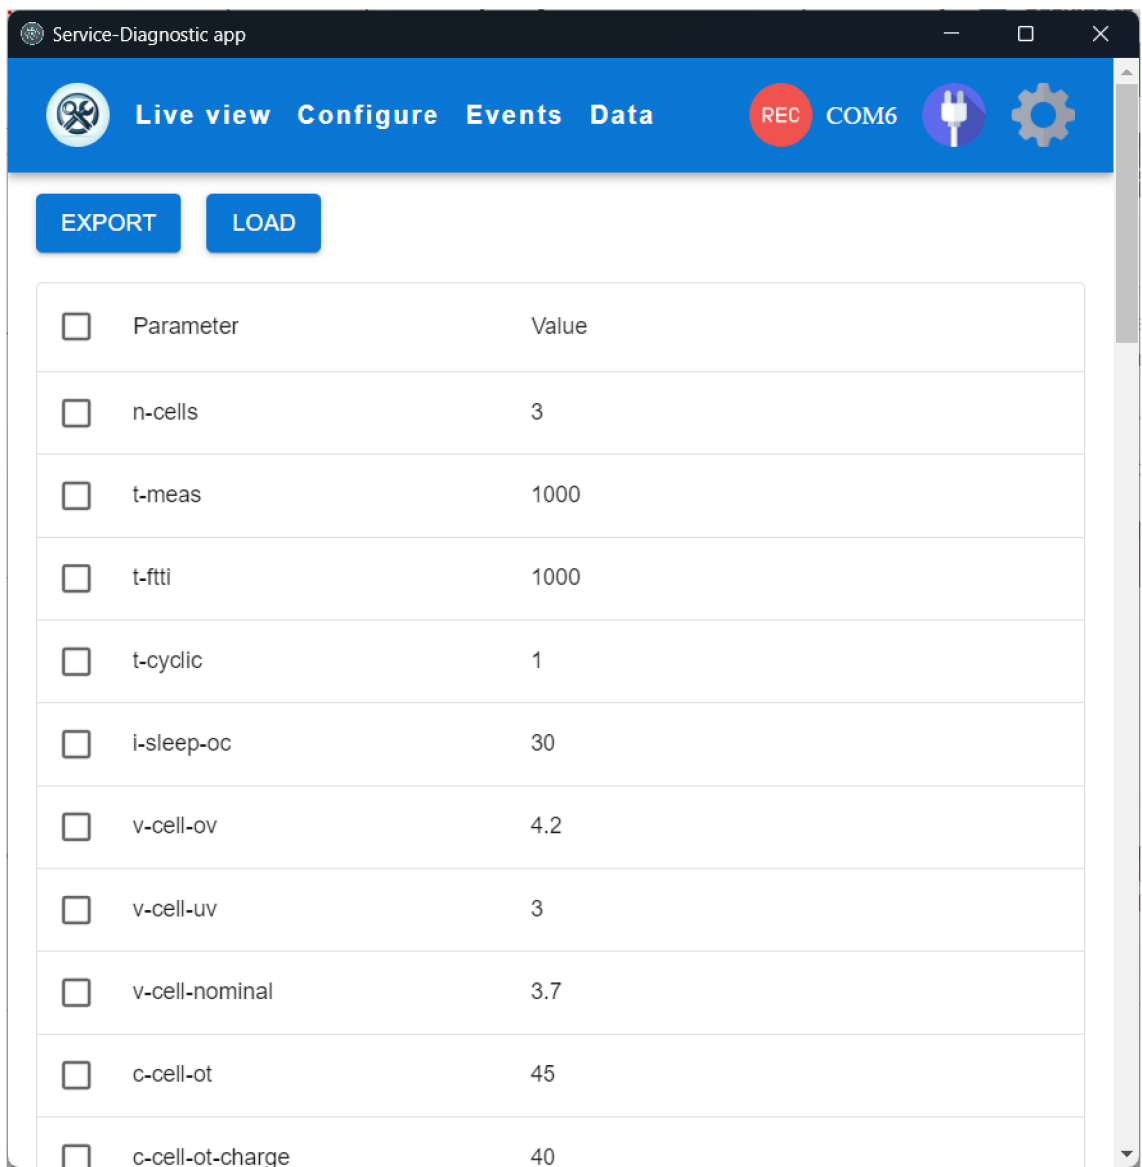 Service-Diagnostic app
Live view Configure Events Data REC COM6
EXPORT LOAD
Parameter Value
n-cells 3
t-meas 1000
t-ftti 1000
t-cyclic 1
i-sleep-oc 30
v-cell-ov 4.2
v-cell-uv 3
v-cell-nominal 3.7
c-cell-ot 45
c-cell-ot-charge 40